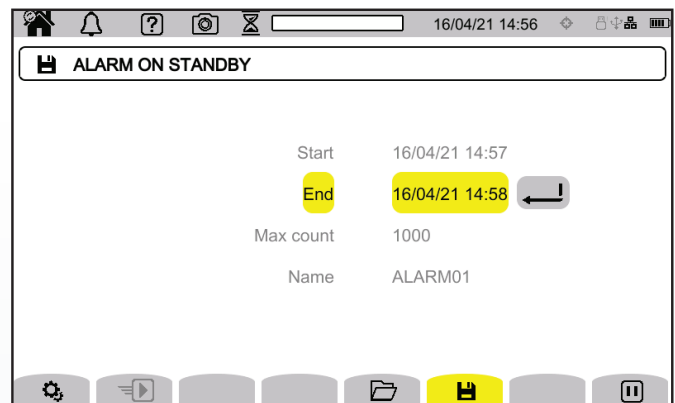 16/04/21 14:56
ALARM ON STANDBY
Start 16/04/21 14:57
End 16/04/21 14:58
Max count 1000
Name ALARM01